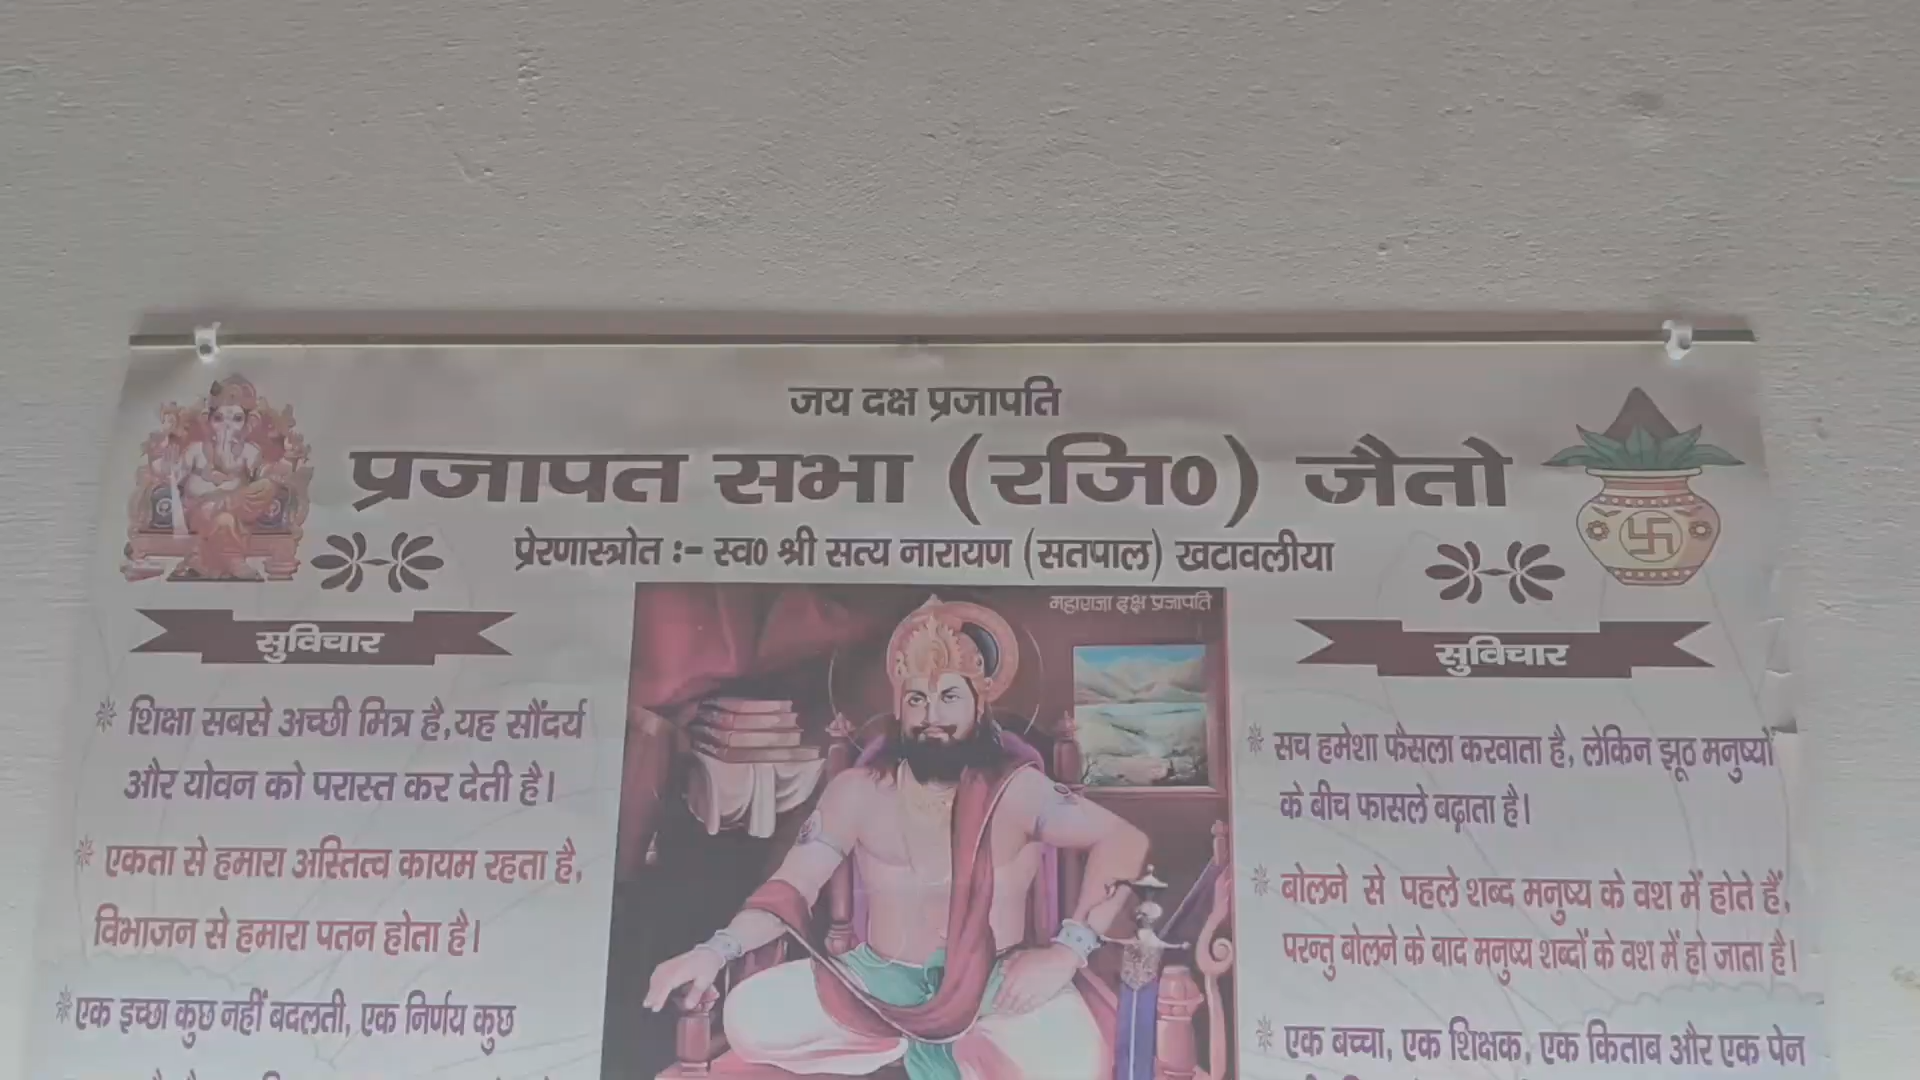 जय दक्ष प्रजापति
प्रजापत सभा (रजि०) जैतो
प्रेरणास्त्रोत :- स्व० श्री सत्य नारायण (सतपाल) खटावलीया
महाराजा दक्ष प्रजापति
सुविचार
शिक्षा सबसे अच्छी मित्र है,यह सौंदर्य
और योवन को परास्त कर देती है।
एकता से हमारा अस्तित्व कायम रहता है,
विभाजन से हमारा पतन होता है।
एक इच्छा कुछ नहीं बदलती, एक निर्णय कुछ
सुविचार
सच हमेशा फैसला करवाता है, लेकिन झूठ मनुष्यों
के बीच फासले बढ़ाता है।
बोलने से पहले शब्द मनुष्य के वश में होते हैं,
परन्तु बोलने के बाद मनुष्य शब्दों के वश में हो जाता है।
एक बच्चा, एक शिक्षक, एक किताब और एक पेन